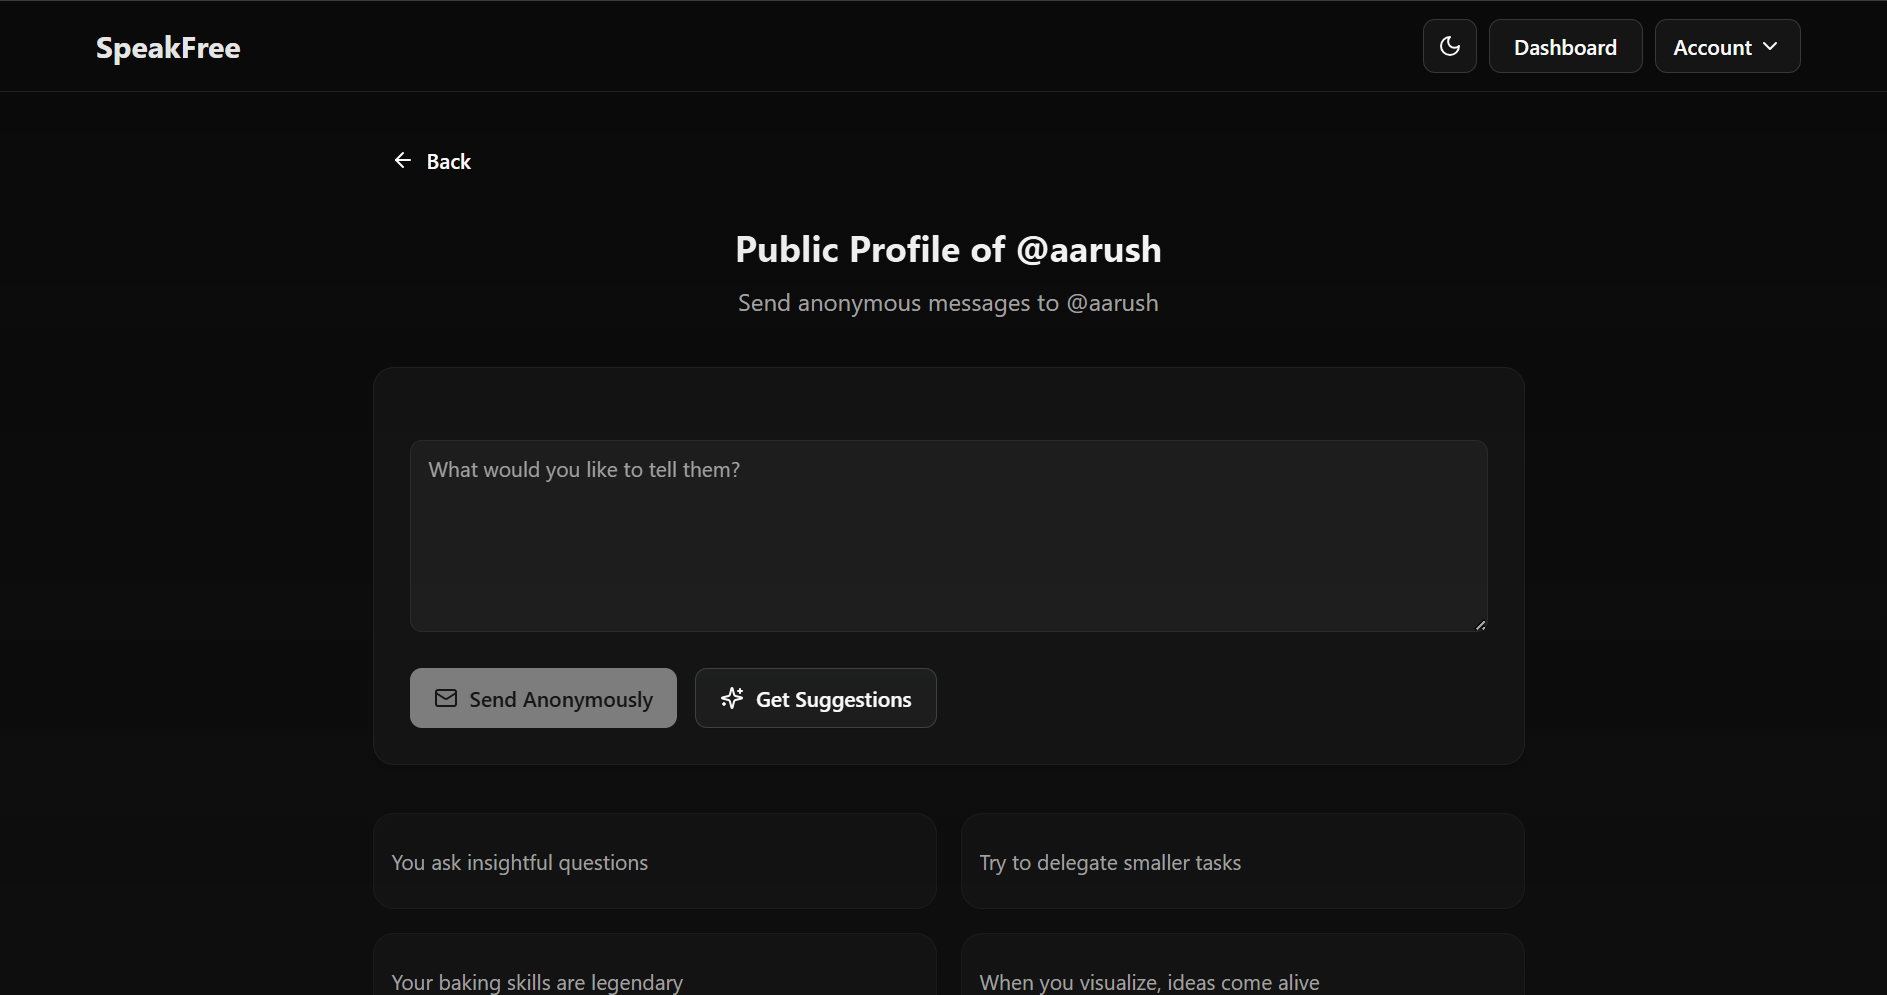 SpeakFree
Dashboard
Account
Back
Public Profile of @aarush
Send anonymous messages to @aarush
What would you like to tell them?
Send Anonymously
Get Suggestions
You ask insightful questions
Try to delegate smaller tasks
Your baking skills are legendary
When you visualize, ideas come alive